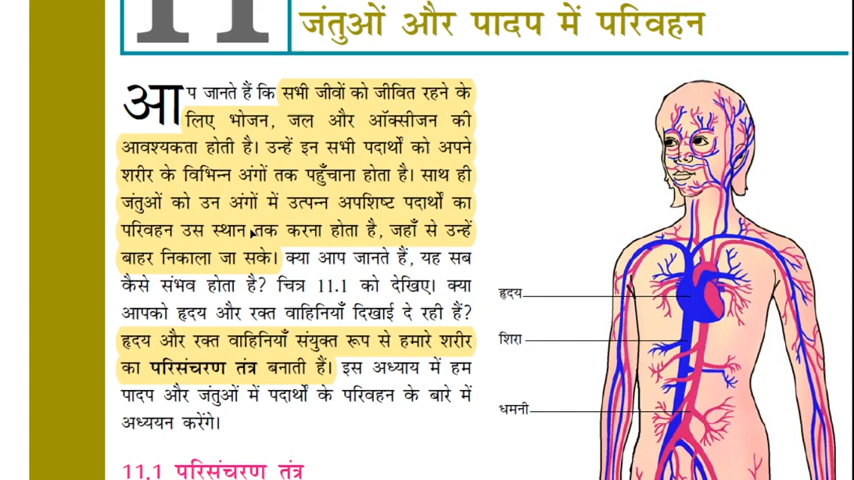 11
जंतुओं और पादप में परिवहन
आप जानते हैं कि सभी जीवों को जीवित रहने के
लिए भोजन, जल और ऑक्सीजन की
आवश्यकता होती है। उन्हें इन सभी पदार्थों को अपने
शरीर के विभिन्न अंगों तक पहुँचाना होता है। साथ ही
जंतुओं को उन अंगों में उत्पन्न अपशिष्ट पदार्थों का
परिवहन उस स्थान तक करना होता है, जहाँ से उन्हें
बाहर निकाला जा सके। क्या आप जानते हैं, यह सब
कैसे संभव होता है? चित्र 11.1 को देखिए। क्या
आपको हृदय और रक्त वाहिनियाँ दिखाई दे रही हैं?
हृदय और रक्त वाहिनियाँ संयुक्त रूप से हमारे शरीर
का परिसंचरण तंत्र बनाती हैं। इस अध्याय में हम
पादप और जंतुओं में पदार्थों के परिवहन के बारे में
अध्ययन करेंगे।
11.1 परिसंचरण तंत्र
हृदय
शिरा
धमनी